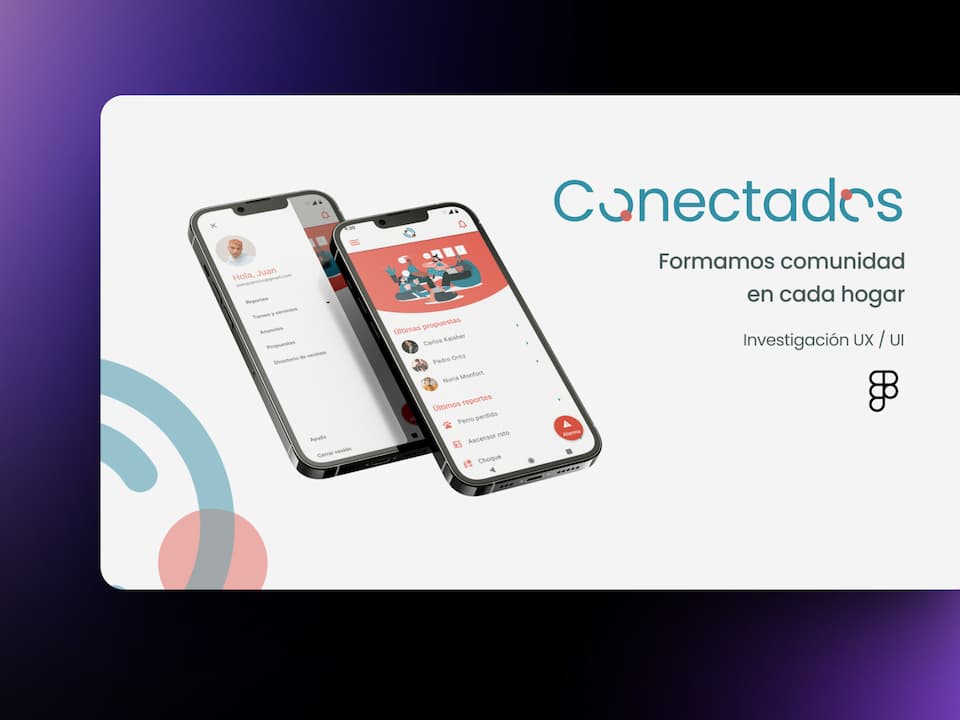 Conectados
Formamos comunidad
en cada hogar
Investigación UX / UI
Hola, Juan
Reportes
Turnos y servicios
Anuncios
Propuestas
Directorio de vecinos
Ayuda
Cerrar sesión
Últimas propuestas
Carlos Kaisher
Pedro Ortiz
Nuria Monfort
Últimos reportes
Perro perdido
Ascensor roto
Choque
Alarma